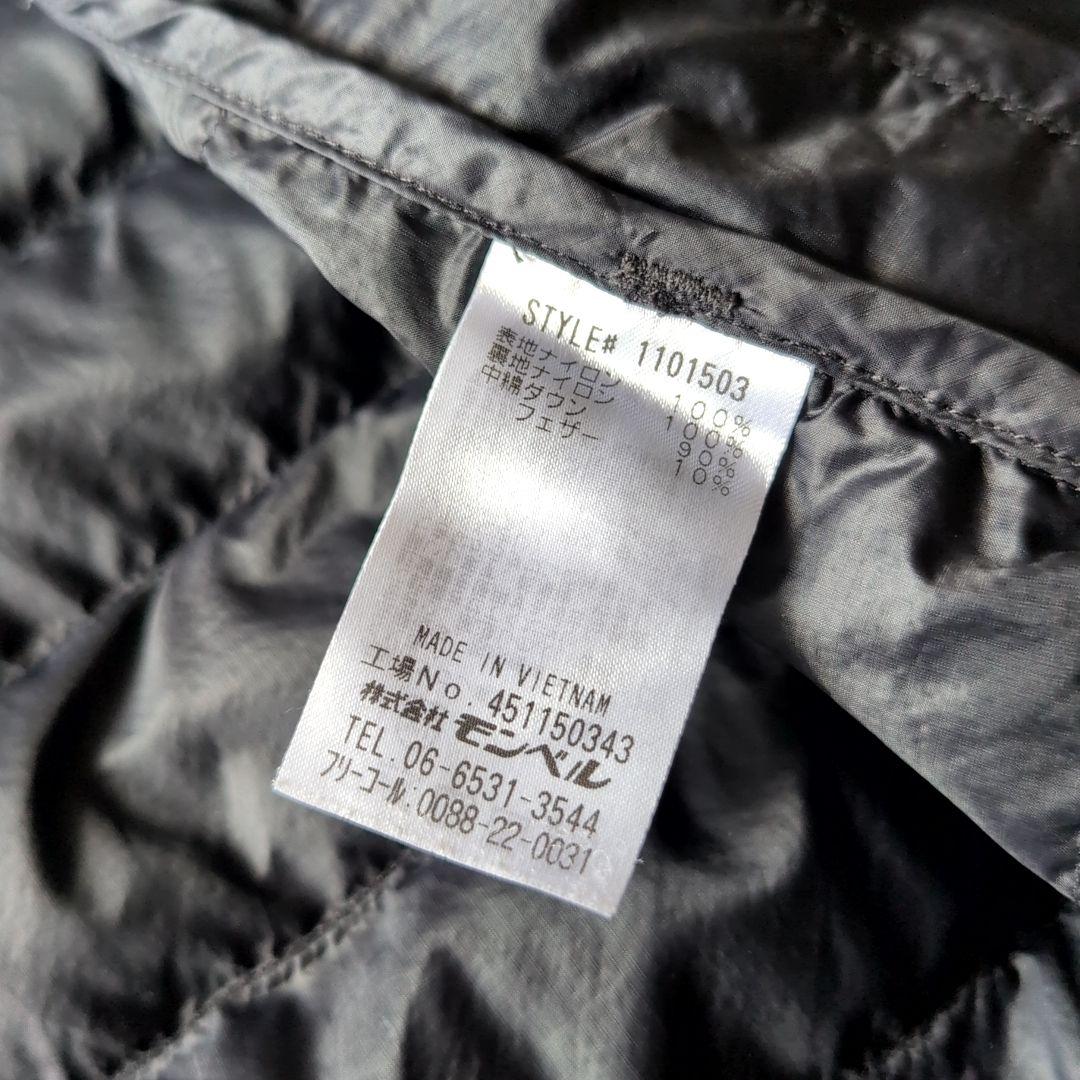 STYLE# 1101503
表地ナイロン 100%
裏地ナイロン 100%
中綿ダウン 90%
フェザー 10%
MADE IN VIETNAM
工場No. 451150343
株式会社モンベル
TEL. 06-6531-3544
フリーコール:0088-22-0031